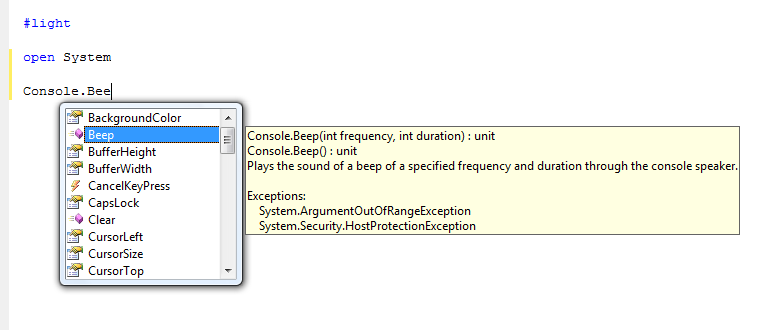 #light
open System
Console.Bee
BackgroundColor
Beep
BufferHeight
BufferWidth
CancelKeyPress
CapsLock
Clear
CursorLeft
CursorSize
CursorTop
Console.Beep(int frequency, int duration) : unit
Console.Beep() : unit
Plays the sound of a beep of a specified frequency and duration through the console speaker.
Exceptions:
System.ArgumentOutOfRangeException
System.Security.HostProtectionException